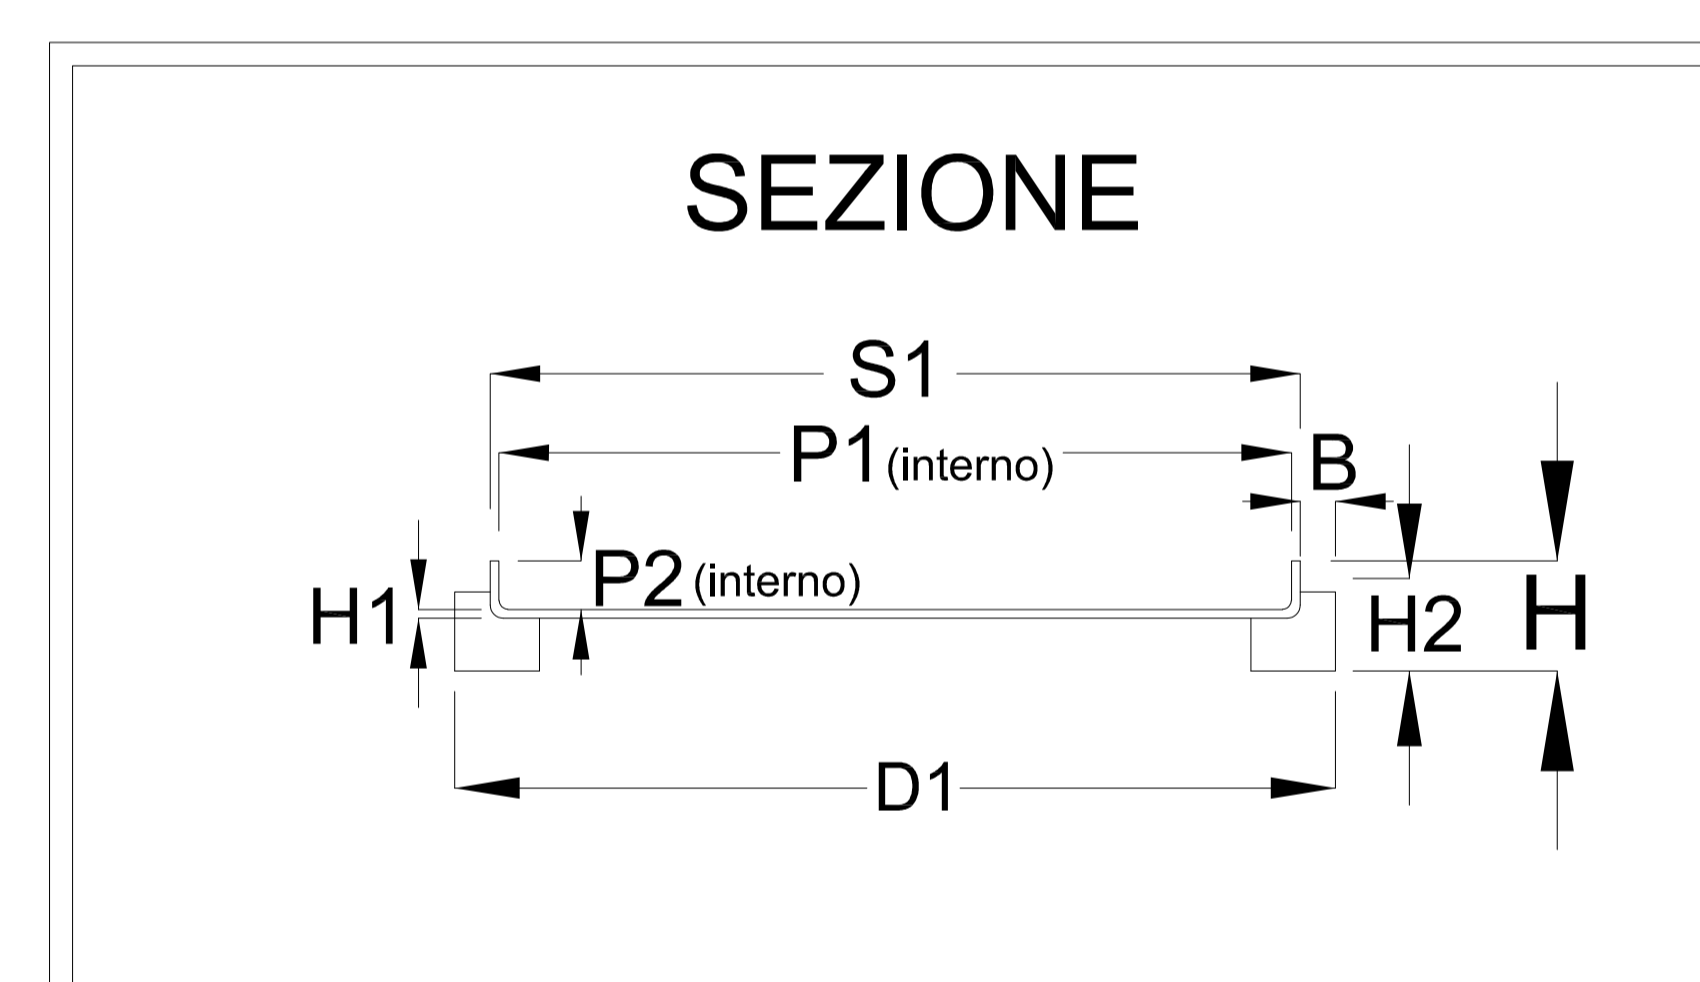 SEZIONE
S1
P1 (interno)
B
P2 (interno)
H1
H2
H
D1